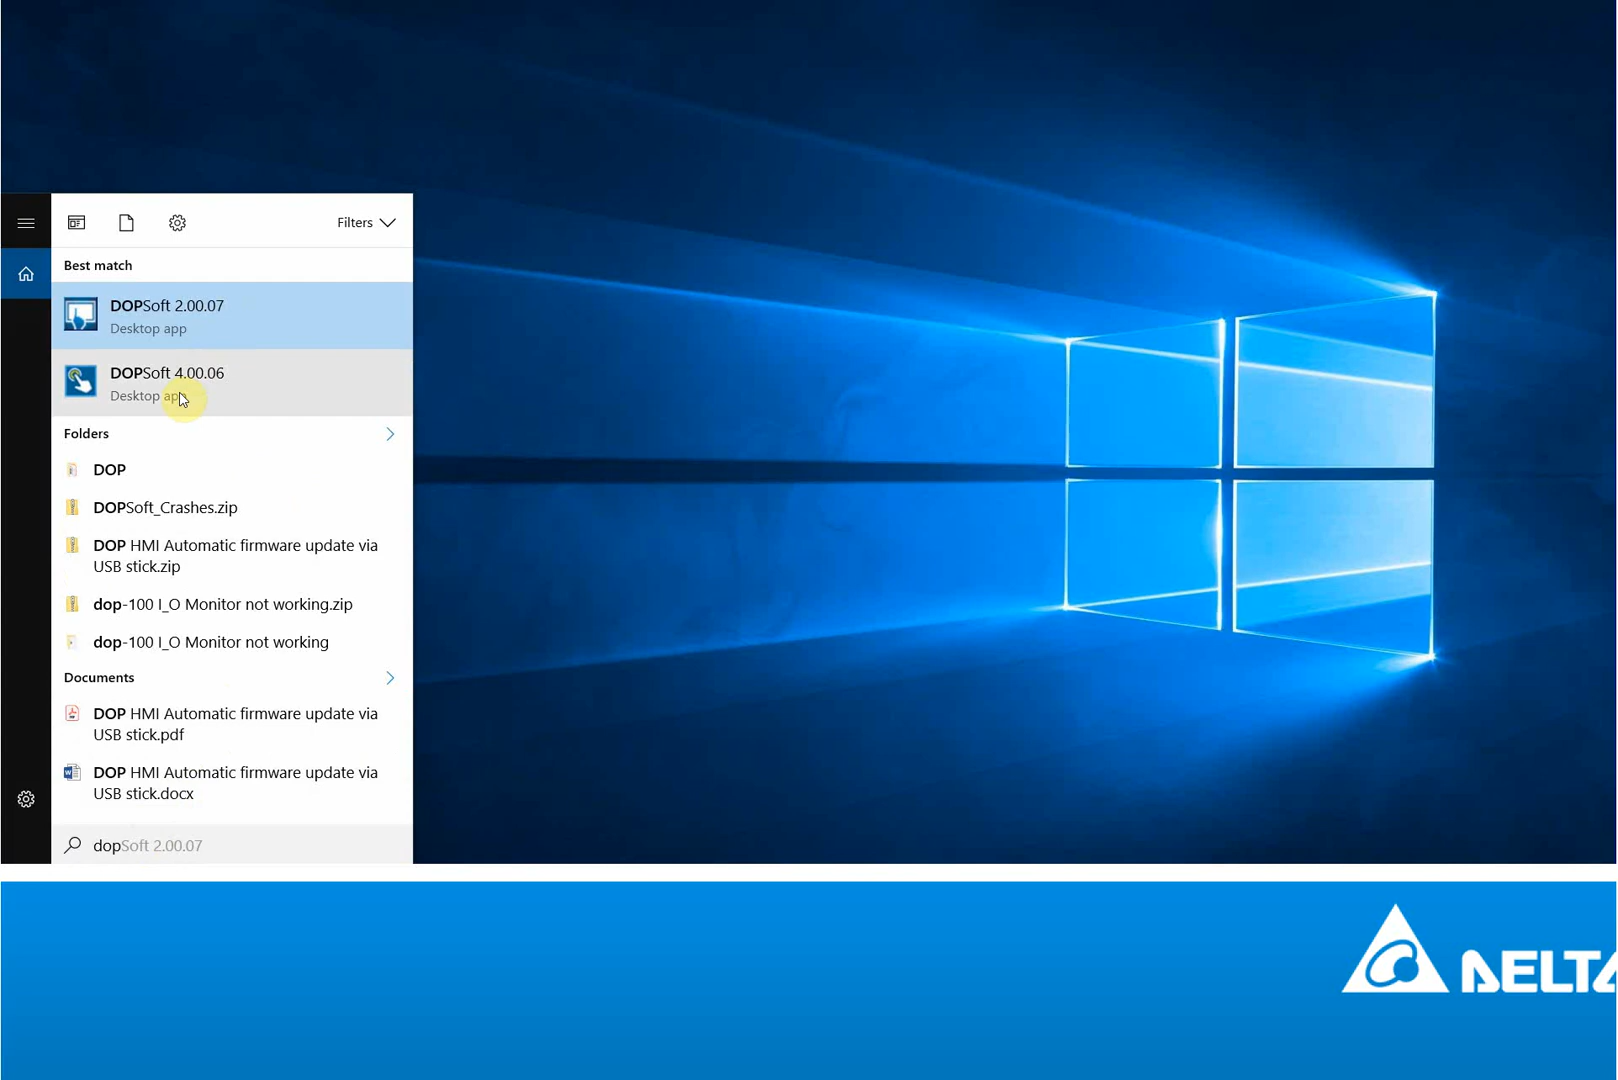 Filters
Best match
DOPSoft 2.00.07
Desktop app
DOPSoft 4.00.06
Desktop app
Folders
DOP
DOPSoft_Crashes.zip
DOP HMI Automatic firmware update via
USB stick.zip
dop-100 I_O Monitor not working.zip
dop-100 I_O Monitor not working
Documents
DOP HMI Automatic firmware update via
USB stick.pdf
DOP HMI Automatic firmware update via
USB stick.docx
dopSoft 2.00.07
DELTA